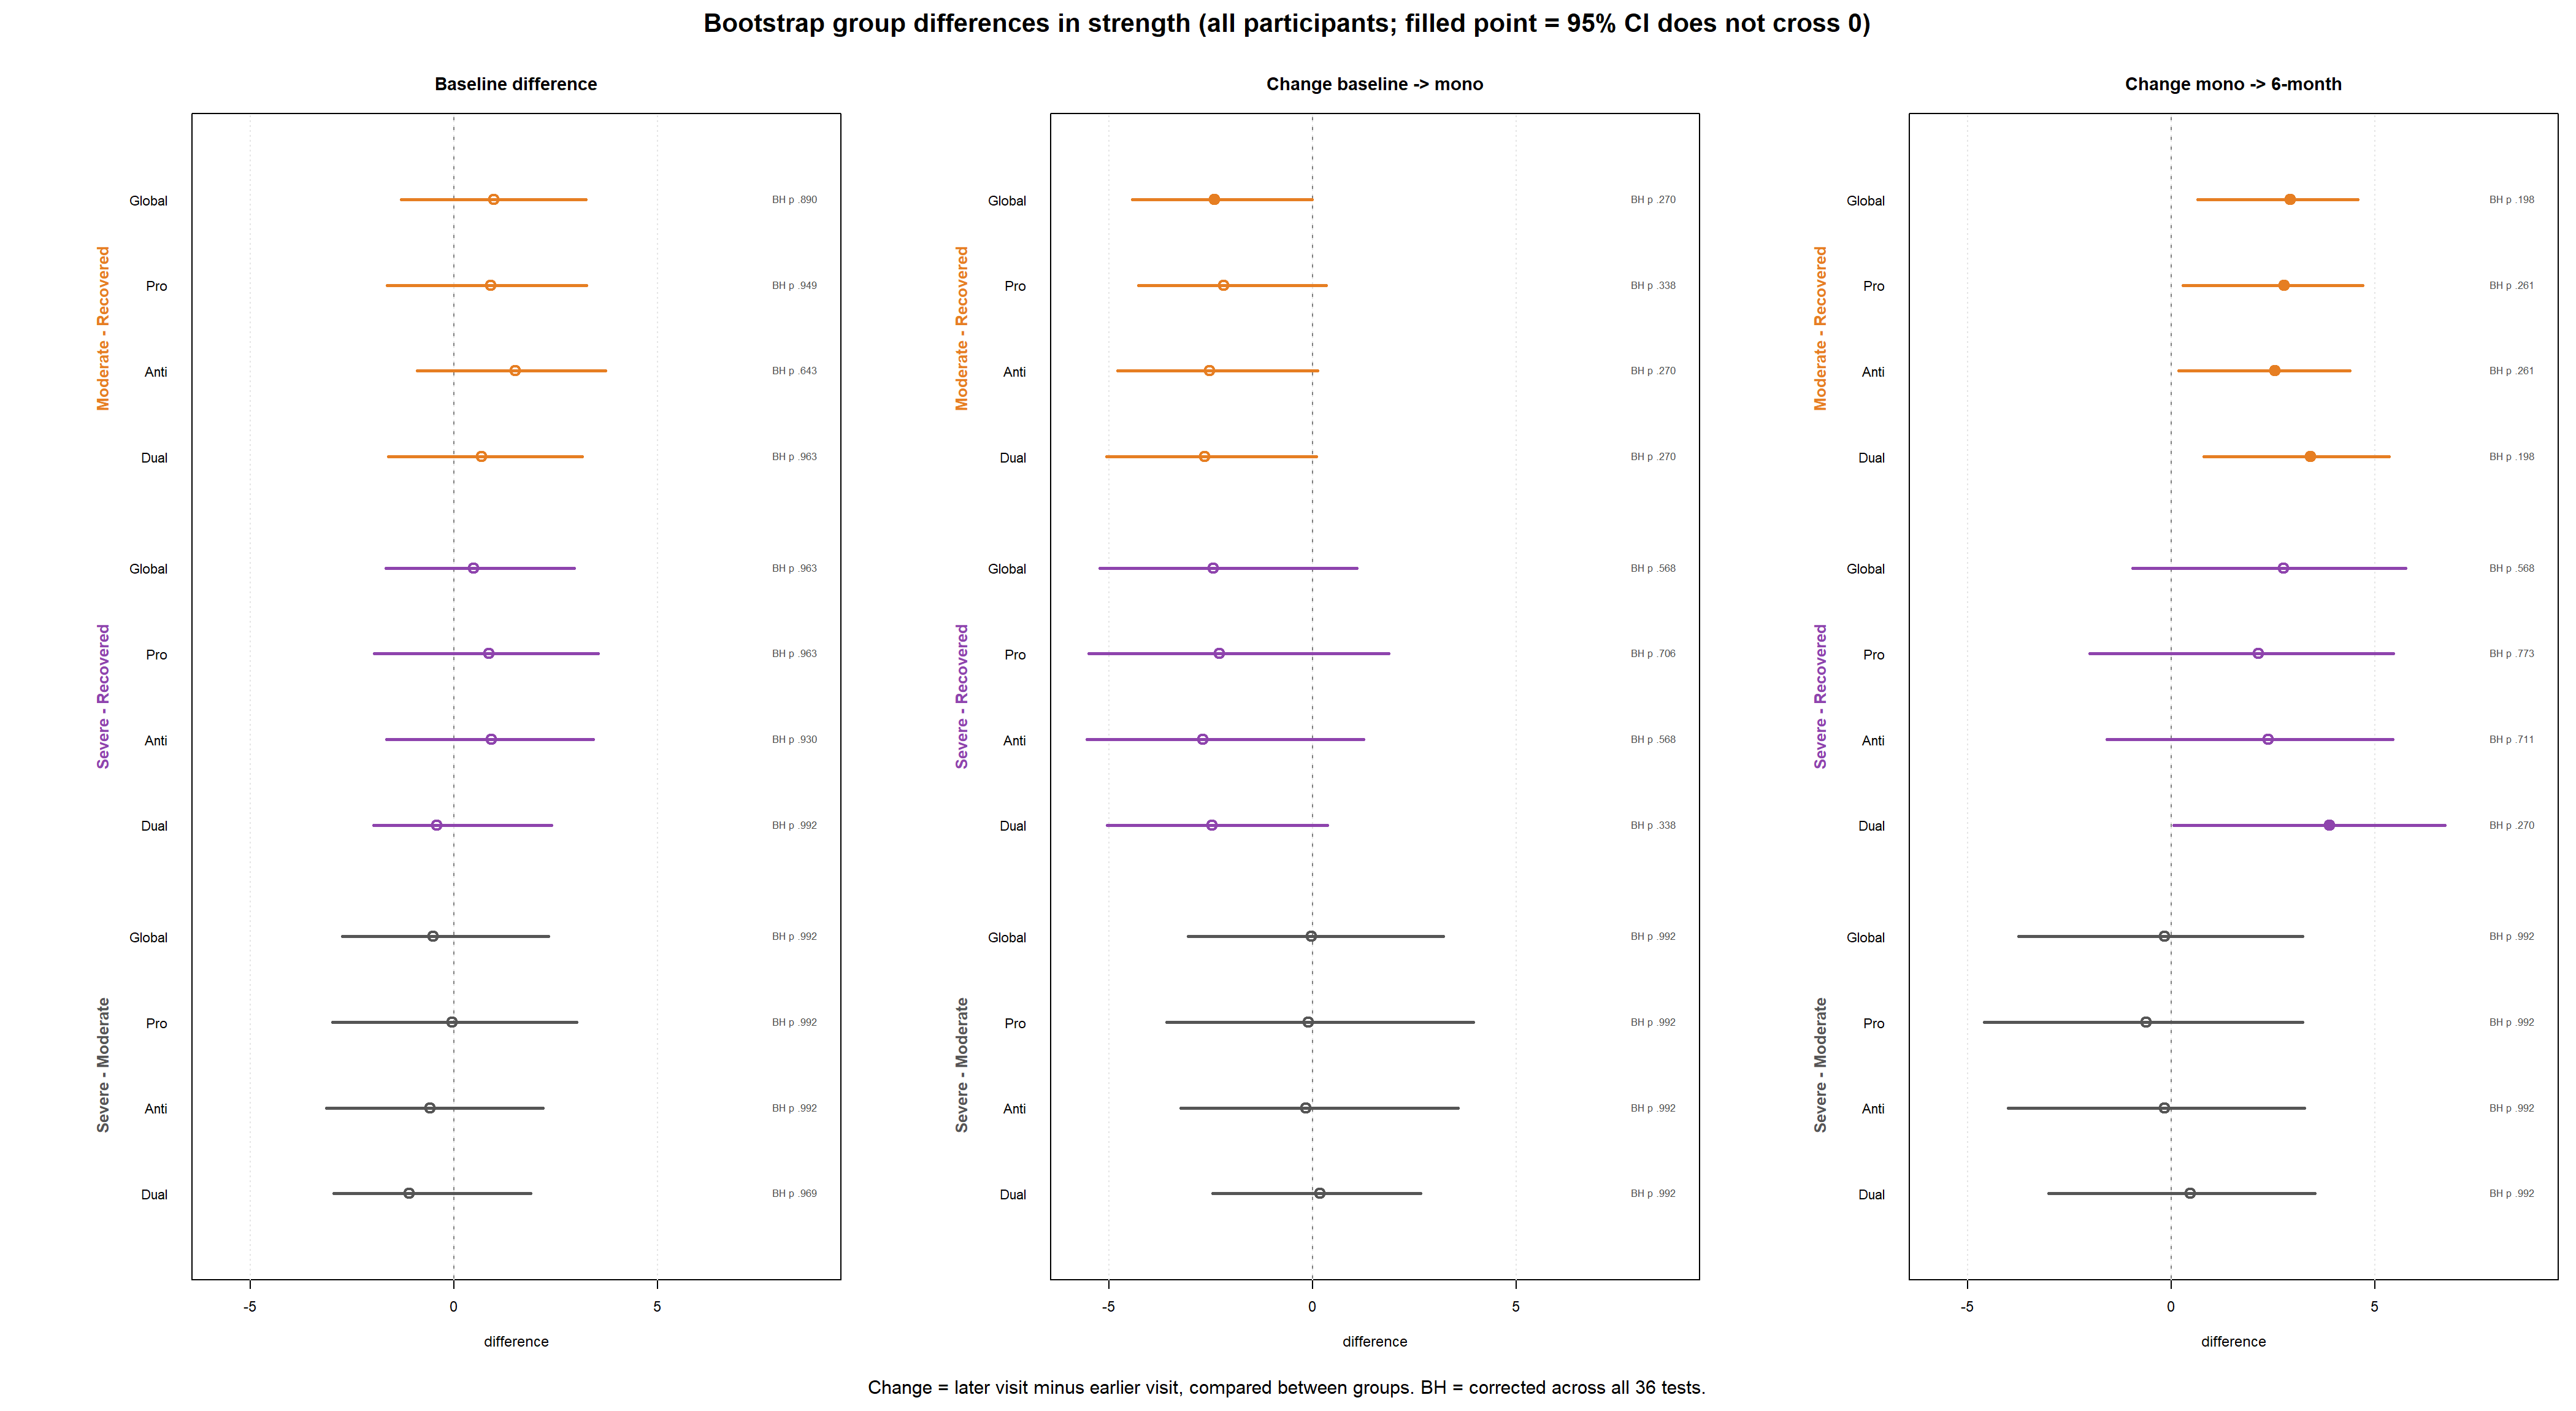 Bootstrap group differences in strength (all participants; filled point = 95% CI does not cross 0)
Baseline difference
Moderate - Recovered
Global
BH p .890
Pro
BH p .949
Anti
BH p .643
Dual
BH p .963
Severe - Recovered
Global
BH p .963
Pro
BH p .963
Anti
BH p .930
Dual
BH p .992
Severe - Moderate
Global
BH p .992
Pro
BH p .992
Anti
BH p .992
Dual
BH p .969
-5 0 5
difference
Change baseline -> mono
Moderate - Recovered
Global
BH p .270
Pro
BH p .338
Anti
BH p .270
Dual
BH p .270
Severe - Recovered
Global
BH p .568
Pro
BH p .706
Anti
BH p .568
Dual
BH p .338
Severe - Moderate
Global
BH p .992
Pro
BH p .992
Anti
BH p .992
Dual
BH p .992
-5 0 5
difference
Change mono -> 6-month
Moderate - Recovered
Global
BH p .198
Pro
BH p .261
Anti
BH p .261
Dual
BH p .198
Severe - Recovered
Global
BH p .568
Pro
BH p .773
Anti
BH p .711
Dual
BH p .270
Severe - Moderate
Global
BH p .992
Pro
BH p .992
Anti
BH p .992
Dual
BH p .992
-5 0 5
difference
Change = later visit minus earlier visit, compared between groups. BH = corrected across all 36 tests.